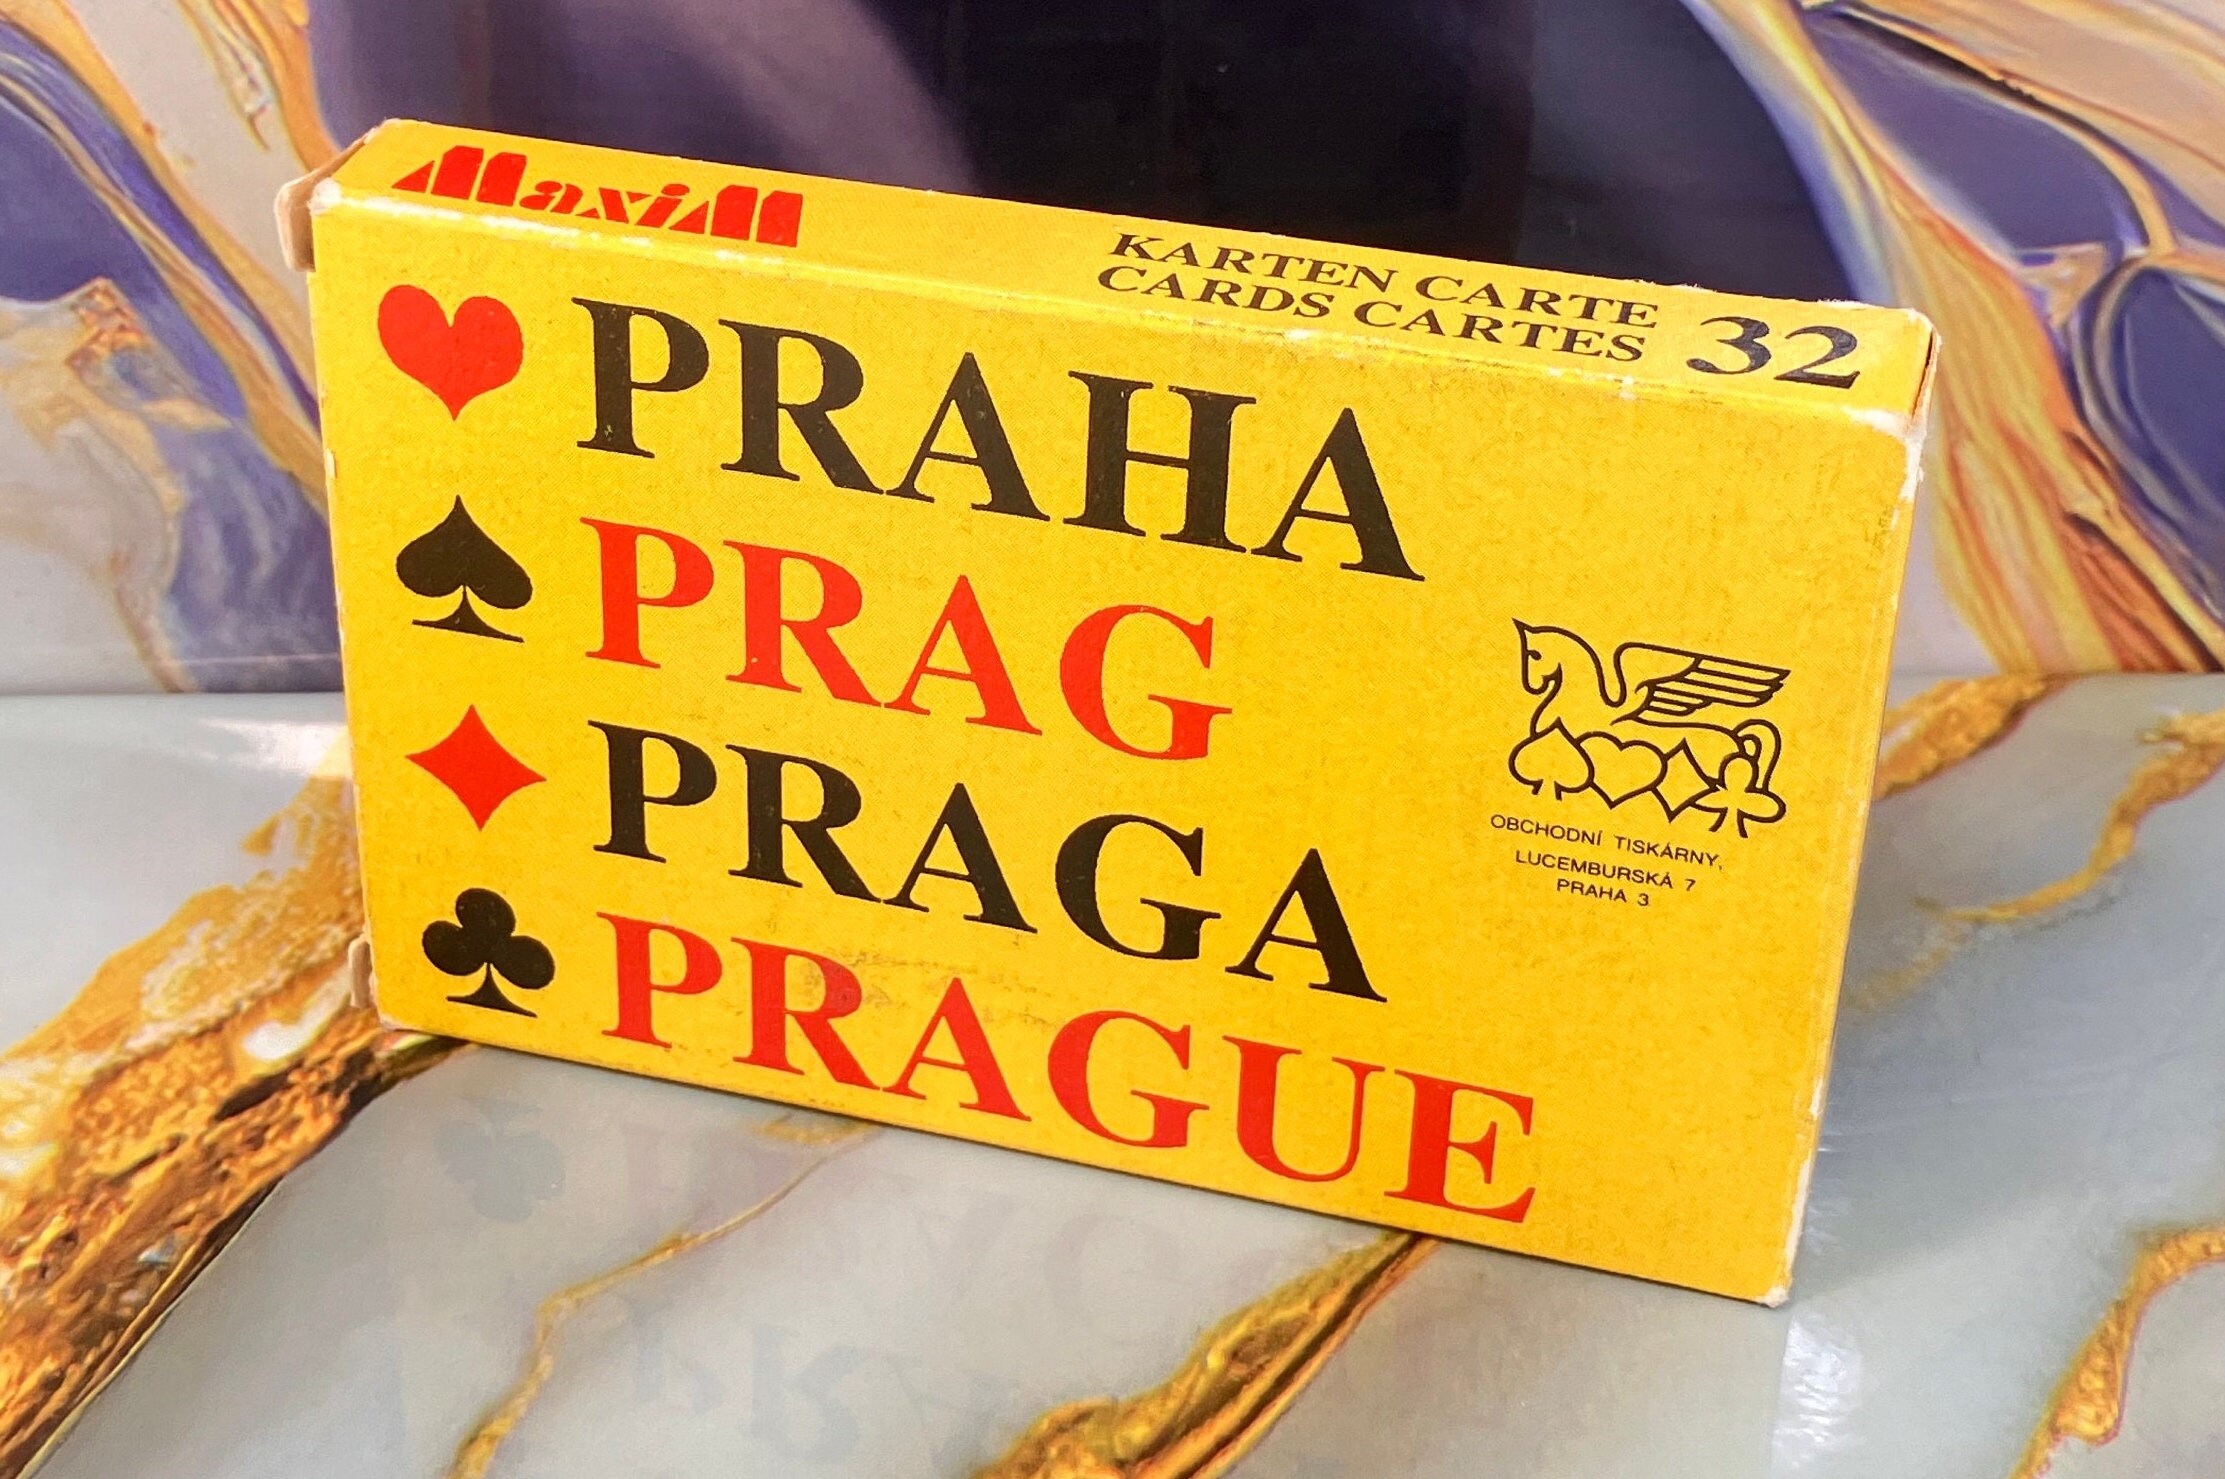 MaxiM
KARTEN CARTE
CARDS CARTES
32
PRAHA
PRAG
PRAGA
PRAGUE
OBCHODNÍ TISKÁRNY,
LUCEMBURSKÁ 7
PRAHA 3